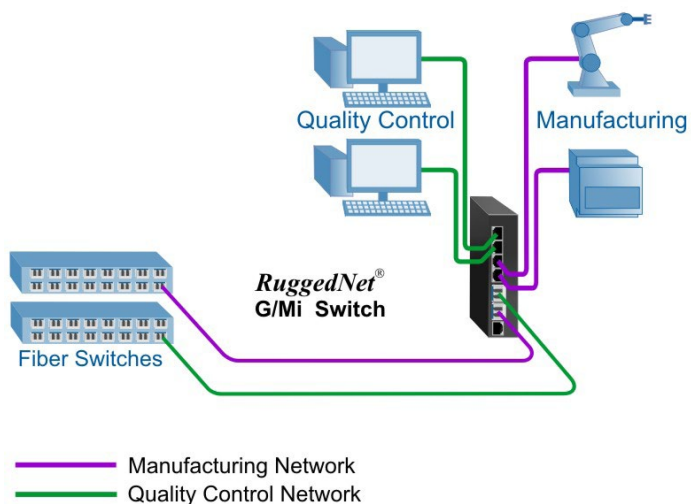 Quality Control
Manufacturing
RuggedNet®
G/Mi Switch
Fiber Switches
Manufacturing Network
Quality Control Network